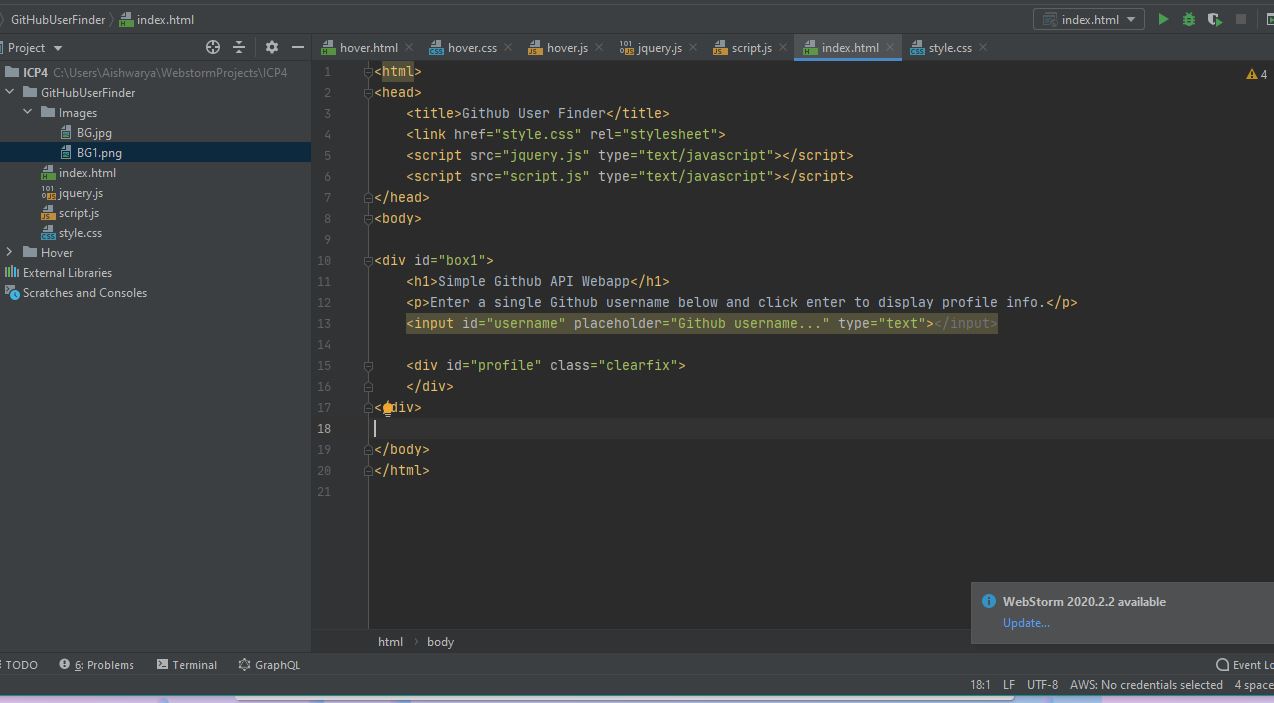 GitHubUserFinder index.html
index.html
Project
hover.html hover.css hover.js jquery.js script.js index.html style.css
ICP4 C:\Users\Aishwarya\WebstormProjects\ICP4
GitHubUserFinder
Images
BG.jpg
BG1.png
index.html
jquery.js
script.js
style.css
Hover
External Libraries
Scratches and Consoles
4
1 <html>
2 <head>
3 <title>Github User Finder</title>
4 <link href="style.css" rel="stylesheet">
5 <script src="jquery.js" type="text/javascript"></script>
6 <script src="script.js" type="text/javascript"></script>
7 </head>
8 <body>
9
10 <div id="box1">
11 <h1>Simple Github API Webapp</h1>
12 <p>Enter a single Github username below and click enter to display profile info.</p>
13 <input id="username" placeholder="Github username..." type="text"></input>
14
15 <div id="profile" class="clearfix">
16 </div>
17 </div>
18
19 </body>
20 </html>
21
WebStorm 2020.2.2 available
Update...
html body
TODO 6: Problems Terminal GraphQL Event Lo
18:1 LF UTF-8 AWS: No credentials selected 4 space